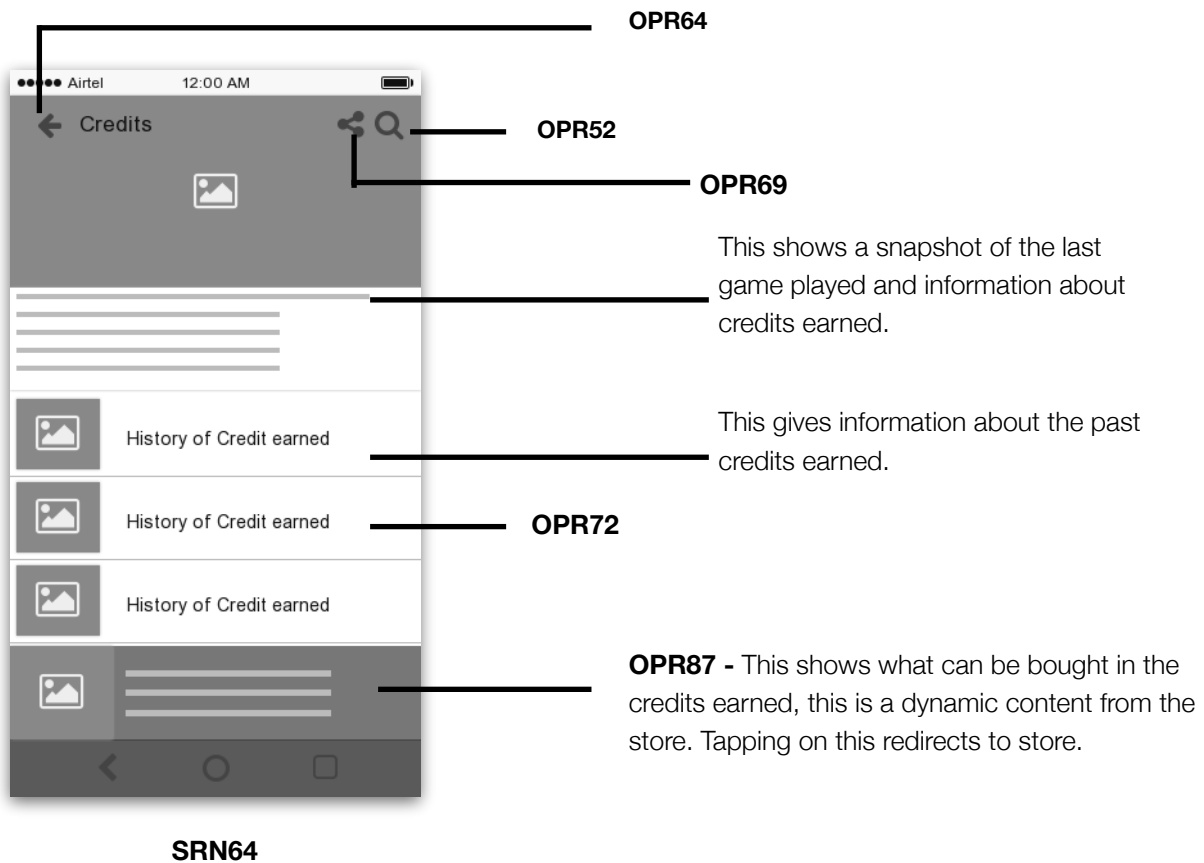 OPR64
Airtel 12:00 AM
Credits
OPR52
OPR69
This shows a snapshot of the last
game played and information about
credits earned.
This gives information about the past
credits earned.
History of Credit earned
History of Credit earned
OPR72
History of Credit earned
OPR87 - This shows what can be bought in the
credits earned, this is a dynamic content from the
store. Tapping on this redirects to store.
SRN64